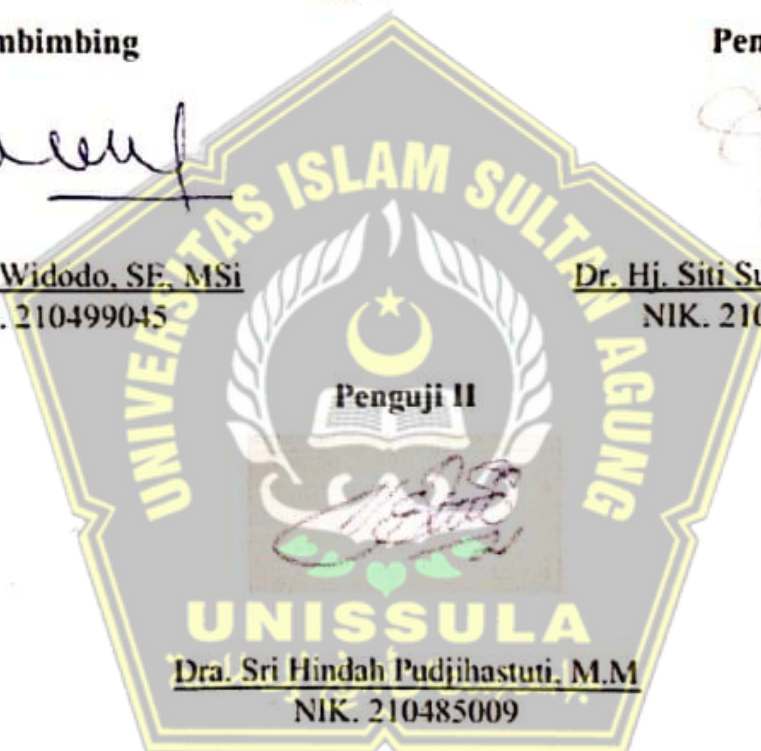 mbimbing
Pen
Widodo, SE, MSi
. 210499045
Dr. Hj. Siti Su
NIK. 210
UNIVERSITAS ISLAM SULTAN AGUNG
Penguji II
UNISSULA
Dra. Sri Hindah Pudjihastuti, M.M
NIK. 210485009